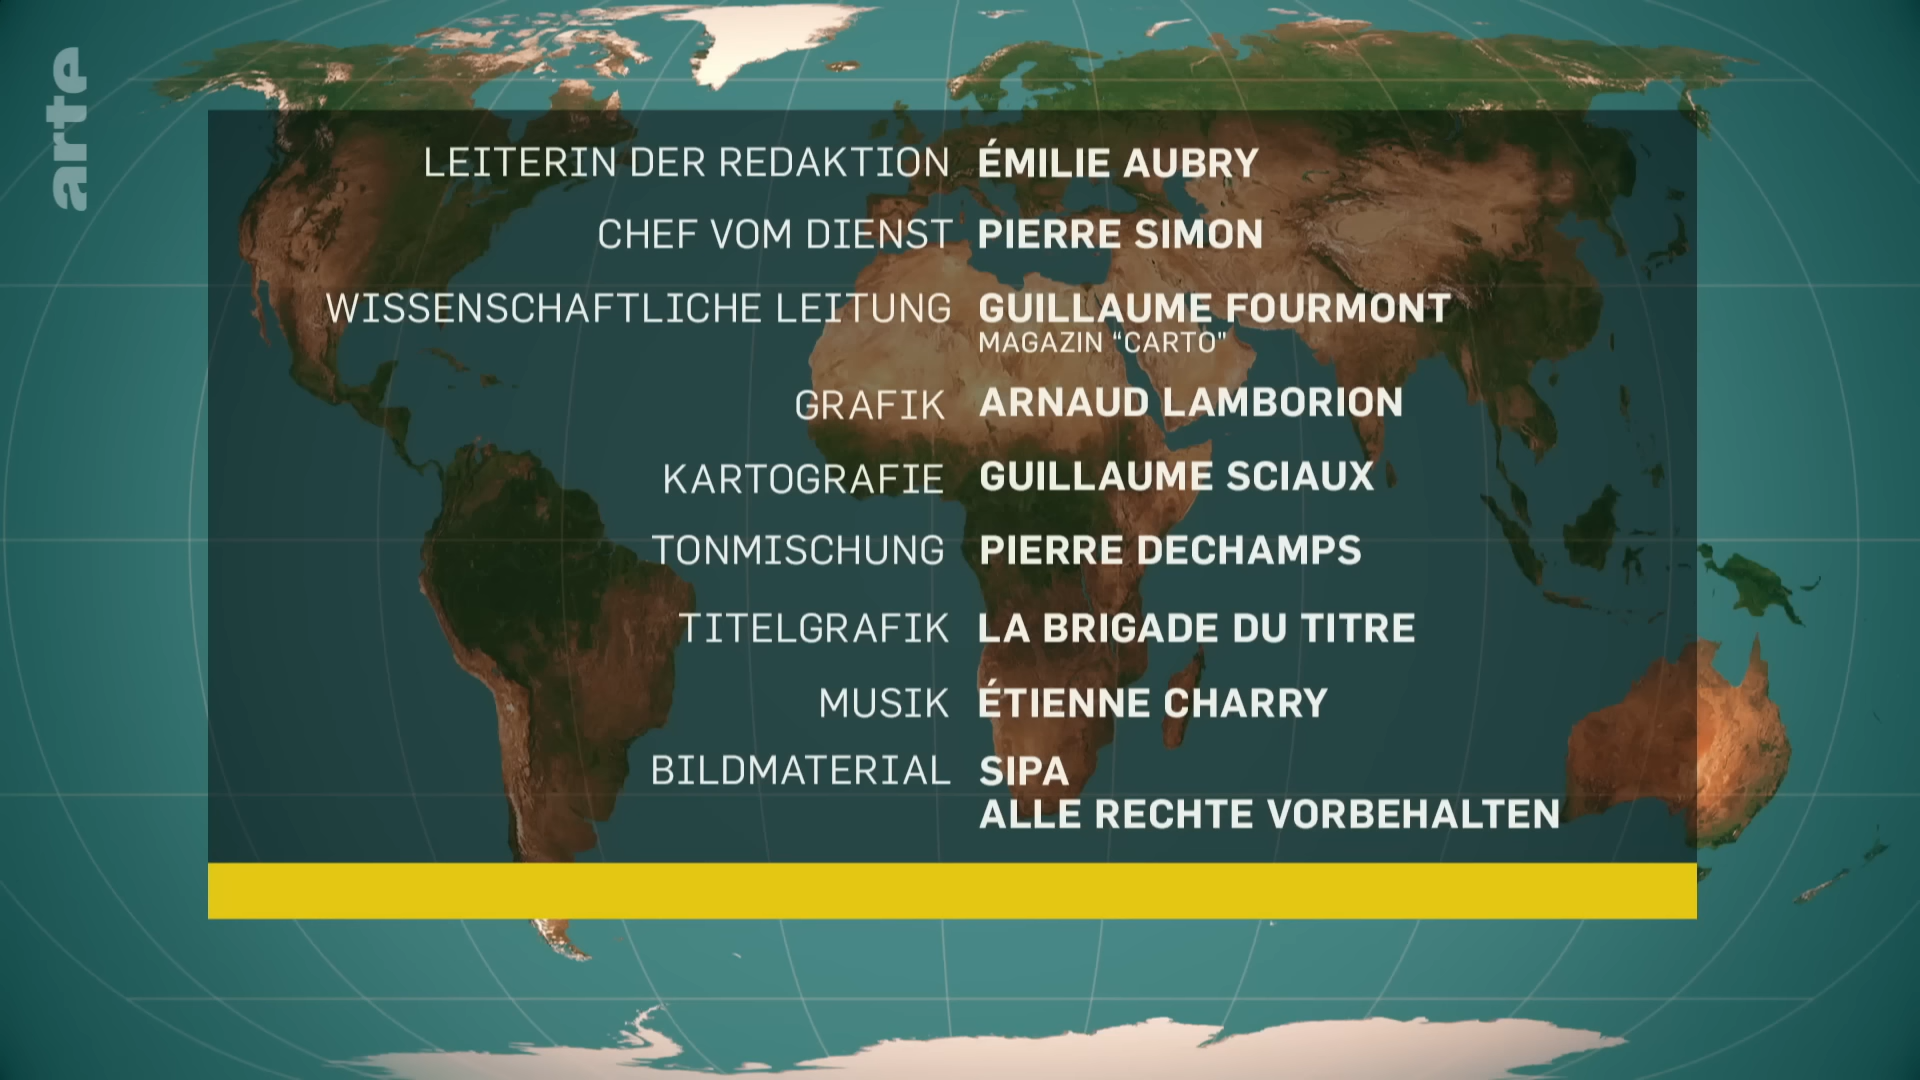 arte
LEITERIN DER REDAKTION ÉMILIE AUBRY
CHEF VOM DIENST PIERRE SIMON
WISSENSCHAFTLICHE LEITUNG GUILLAUME FOURMONT
MAGAZIN “CARTO"
GRAFIK ARNAUD LAMBORION
KARTOGRAFIE GUILLAUME SCIAUX
TONMISCHUNG PIERRE DECHAMPS
TITELGRAFIK LA BRIGADE DU TITRE
MUSIK ÉTIENNE CHARRY
BILDMATERIAL SIPA
ALLE RECHTE VORBEHALTEN